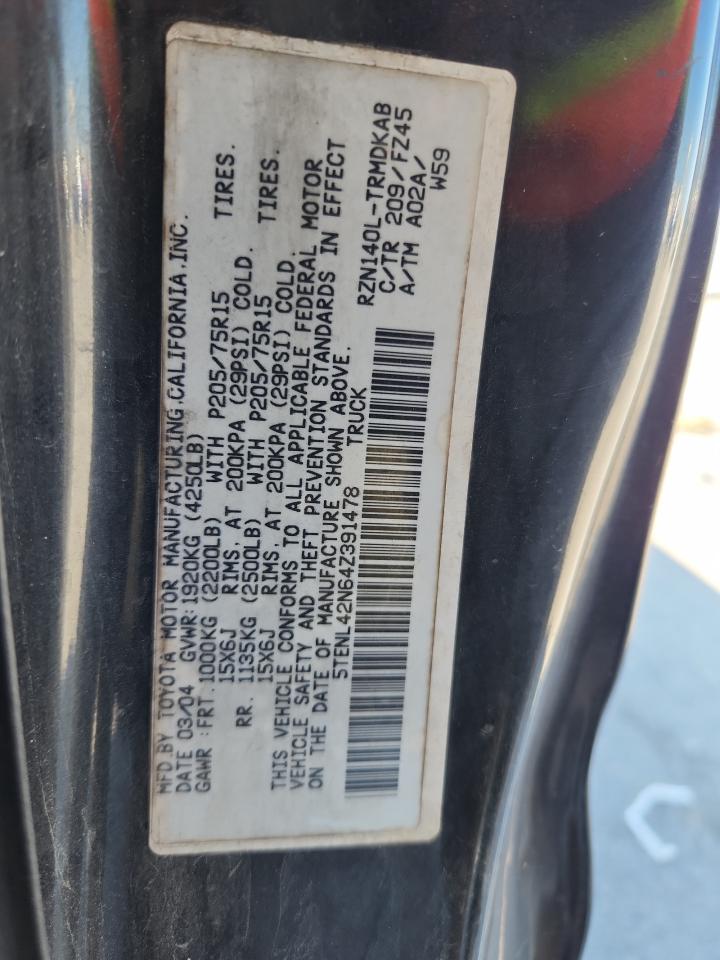 MFD.BY TOYOTA MOTOR MANUFACTURING,CALIFORNIA,INC.
DATE 03/04 GVWR:1920KG (4250LB)
GAWR :FRT.1000KG (2200LB) WITH P205/75R15 TIRES.
15X6J RIMS, AT 200KPA (29PSI) COLD.
RR. 1135KG (2500LB) WITH P205/75R15 TIRES.
15X6J RIMS, AT 200KPA (29PSI) COLD.
THIS VEHICLE CONFORMS TO ALL APPLICABLE FEDERAL MOTOR
VEHICLE SAFETY AND THEFT PREVENTION STANDARDS IN EFFECT
ON THE DATE OF MANUFACTURE SHOWN ABOVE.
5TENL42N64Z391478 TRUCK
RZN140L-TRMDKAB
C/TR 209/FZ45
A/TM A02A/
W59